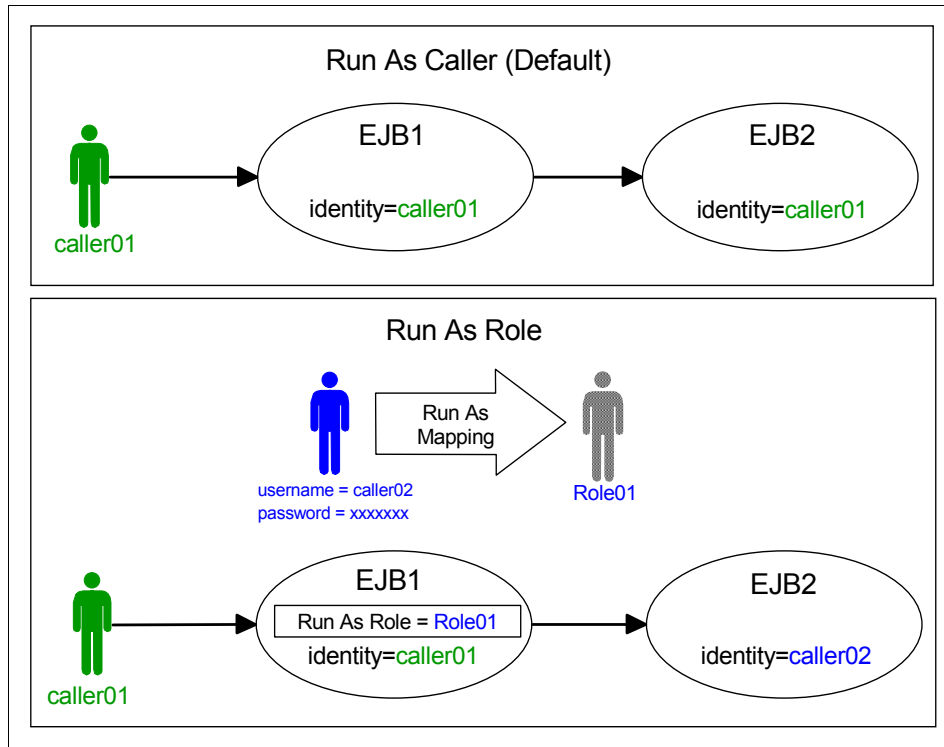 Run As Caller (Default)
EJB1
EJB2
identity=caller01
identity=caller01
caller01
Run As Role
Run As
Mapping
username = caller02
password = xxxxxxx
Role01
EJB1
EJB2
Run As Role = Role01
identity=caller01
identity=caller02
caller01